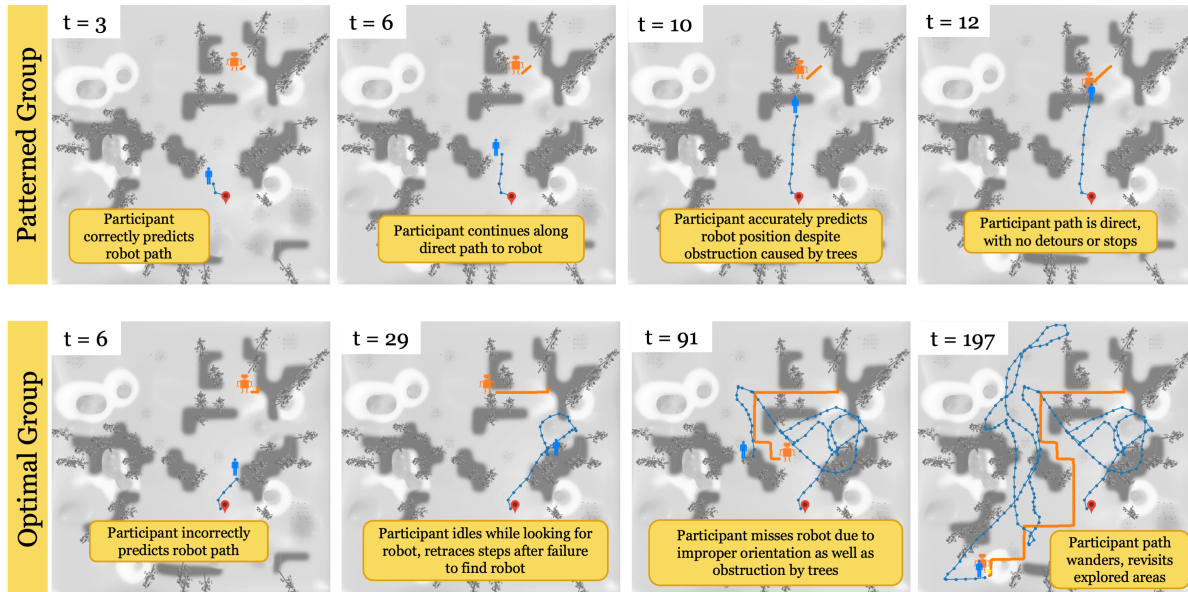 Patterned Group
t = 3
t = 6
t = 10
t = 12
Participant
correctly predicts
robot path
Participant continues along
direct path to robot
Participant accurately predicts
robot position despite
obstruction caused by trees
Participant path is direct,
with no detours or stops
Optimal Group
t = 6
t = 29
t = 91
t = 197
Participant incorrectly
predicts robot path
Participant idles while looking for
robot, retraces steps after failure
to find robot
Participant misses robot due to
improper orientation as well as
obstruction by trees
Participant path
wanders, revisits
explored areas